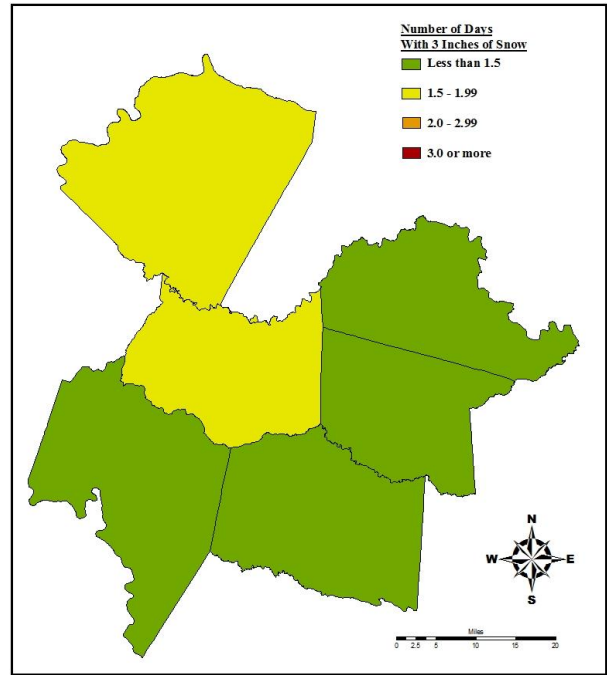 Number of Days
With 3 Inches of Snow
Less than 1.5
1.5 - 1.99
2.0 - 2.99
3.0 or more
N
W E
S
Miles
0 2.5 5 10 15 20